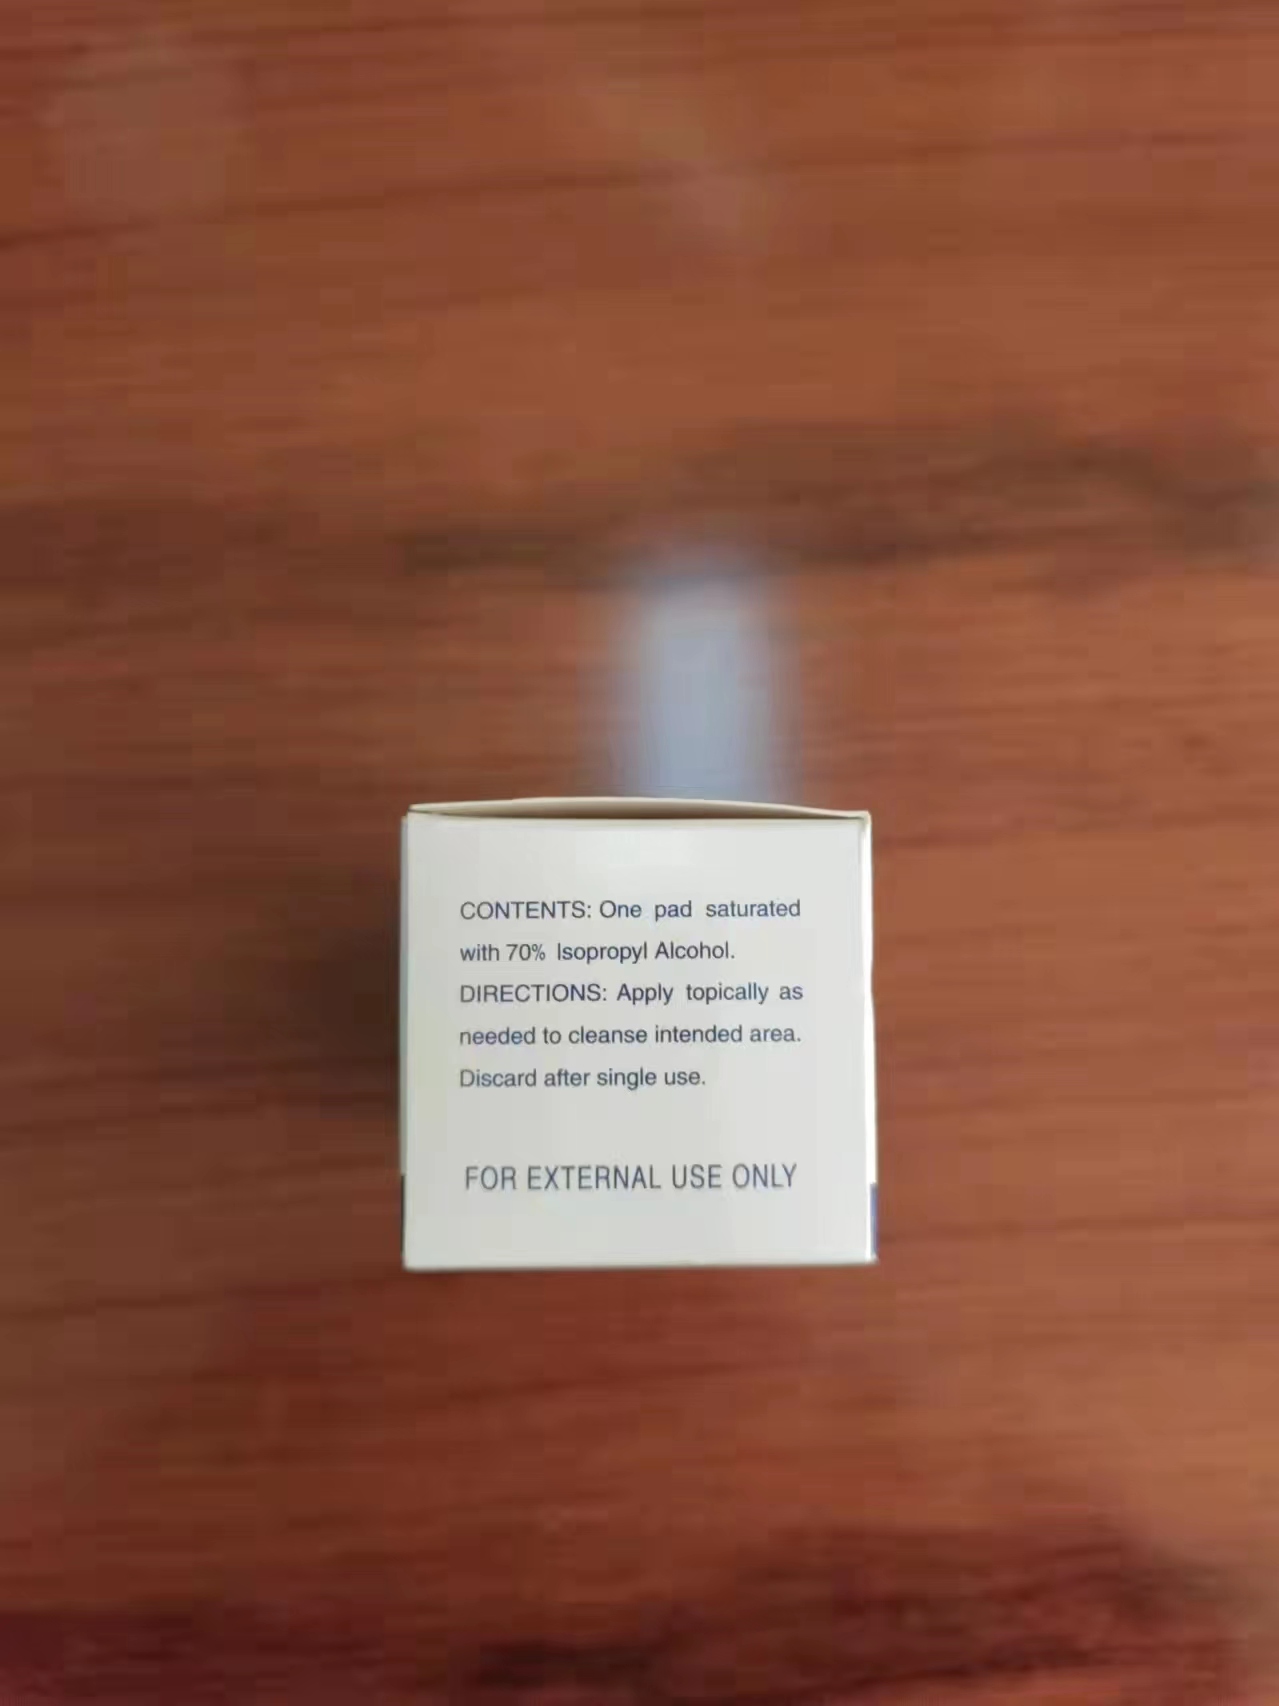 CONTENTS: One pad saturated
with 70% Isopropyl Alcohol.
DIRECTIONS: Apply topically as
needed to cleanse intended area.
Discard after single use.
FOR EXTERNAL USE ONLY